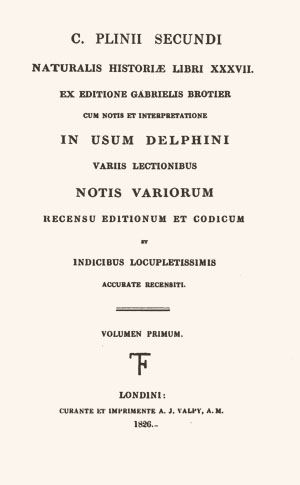 C. PLINII SECUNDI
NATURALIS HISTORIÆ LIBRI XXXVII.
EX EDITIONE GABRIELIS BROTIER
CUM NOTIS ET INTERPRETATIONE
IN USUM DELPHINI
VARIIS LECTIONIBUS
NOTIS VARIORUM
RECENSU EDITIONUM ET CODICUM
ET
INDICIBUS LOCUPLETISSIMIS
ACCURATE RECENSITI.
VOLUMEN PRIMUM.
LONDINI:
CURANTE ET IMPRIMENTE A. J. VALPY, A. M.
1826.